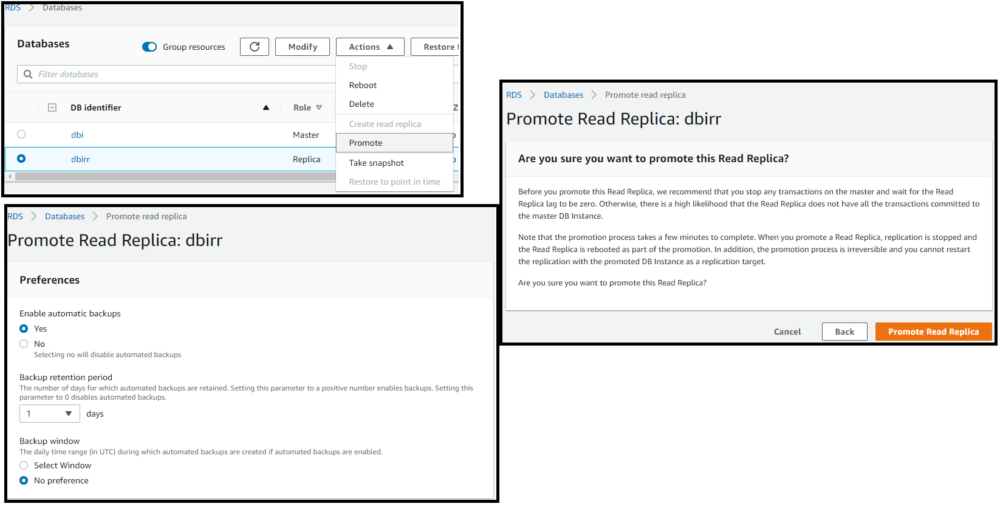 RDS > Databases
Databases
Group resources
Modify
Actions
Restore f
Filter databases
Stop
Reboot
Delete
Create read replica
Promote
Take snapshot
Restore to point in time
DB identifier
Role
Z
dbi
Master
dbirr
Replica
RDS > Databases > Promote read replica
Promote Read Replica: dbirr
Preferences
Enable automatic backups
Yes
No
Selecting no will disable automated backups
Backup retention period
The number of days for which automated backups are retained. Setting this parameter to a positive number enables backups. Setting this
parameter to 0 disables automated backups.
1 days
Backup window
The daily time range (in UTC) during which automated backups are created if automated backups are enabled.
Select Window
No preference
RDS > Databases > Promote read replica
Promote Read Replica: dbirr
Are you sure you want to promote this Read Replica?
Before you promote this Read Replica, we recommend that you stop any transactions on the master and wait for the Read
Replica lag to be zero. Otherwise, there is a high likelihood that the Read Replica does not have all the transactions committed to
the master DB Instance.
Note that the promotion process takes a few minutes to complete. When you promote a Read Replica, replication is stopped and
the Read Replica is rebooted as part of the promotion. In addition, the promotion process is irreversible and you cannot restart
the replication with the promoted DB Instance as a replication target.
Are you sure you want to promote this Read Replica?
Cancel
Back
Promote Read Replica